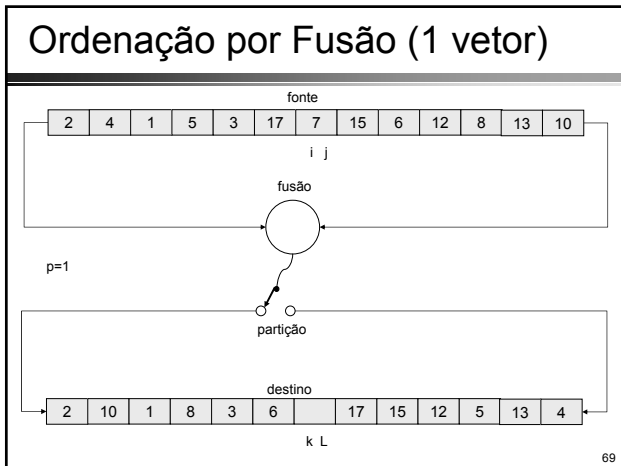 Ordenação por Fusão (1 vetor)
fonte
2 4 1 5 3 17 7 15 6 12 8 13 10
i j
fusão
p=1
partição
destino
2 10 1 8 3 6 17 15 12 5 13 4
k L
69